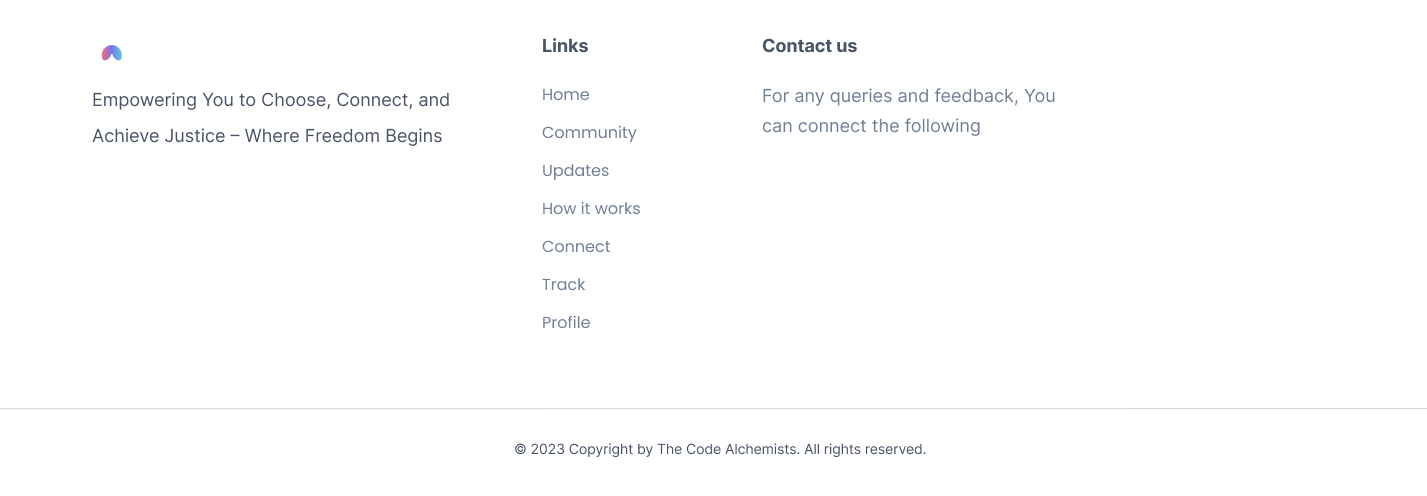 Empowering You to Choose, Connect, and
Achieve Justice – Where Freedom Begins
Links
Home
Community
Updates
How it works
Connect
Track
Profile
Contact us
For any queries and feedback, You
can connect the following
© 2023 Copyright by The Code Alchemists. All rights reserved.